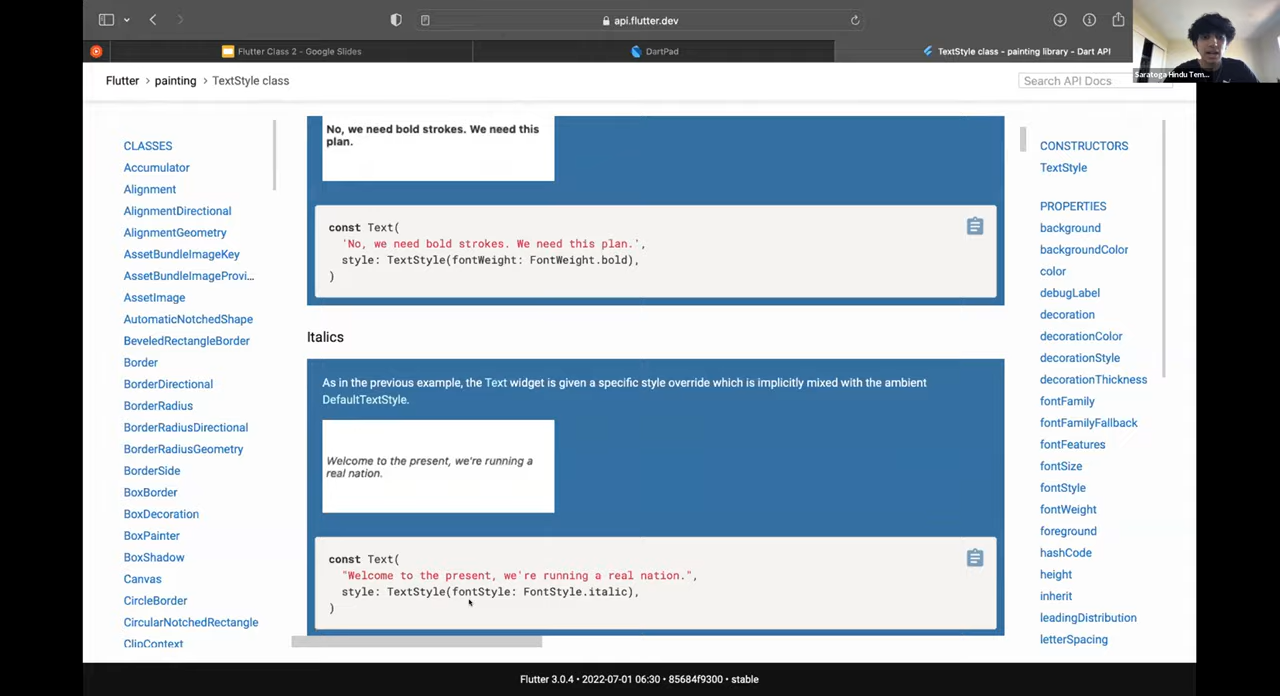 api.flutter.dev
Flutter Class 2 - Google Slides
DartPad
TextStyle class - painting library - Dart API
Saratoga Hindu Tem...
Flutter > painting > TextStyle class
Search API Docs
CLASSES
Accumulator
Alignment
AlignmentDirectional
AlignmentGeometry
AssetBundleImageKey
AssetBundleImageProvi...
AssetImage
AutomaticNotchedShape
BeveledRectangleBorder
Border
BorderDirectional
BorderRadius
BorderRadiusDirectional
BorderRadiusGeometry
BorderSide
BoxBorder
BoxDecoration
BoxPainter
BoxShadow
Canvas
CircleBorder
CircularNotchedRectangle
ClipContext
No, we need bold strokes. We need this
plan.
const Text(
'No, we need bold strokes. We need this plan.',
style: TextStyle(fontWeight: FontWeight.bold),
)
Italics
As in the previous example, the Text widget is given a specific style override which is implicitly mixed with the ambient
DefaultTextStyle.
Welcome to the present, we're running a
real nation.
const Text(
"Welcome to the present, we're running a real nation.",
style: TextStyle(fontStyle: FontStyle.italic),
)
CONSTRUCTORS
TextStyle
PROPERTIES
background
backgroundColor
color
debugLabel
decoration
decorationColor
decorationStyle
decorationThickness
fontFamily
fontFamilyFallback
fontFeatures
fontSize
fontStyle
fontWeight
foreground
hashCode
height
inherit
leadingDistribution
letterSpacing
Flutter 3.0.4 • 2022-07-01 06:30 • 85684f9300 • stable